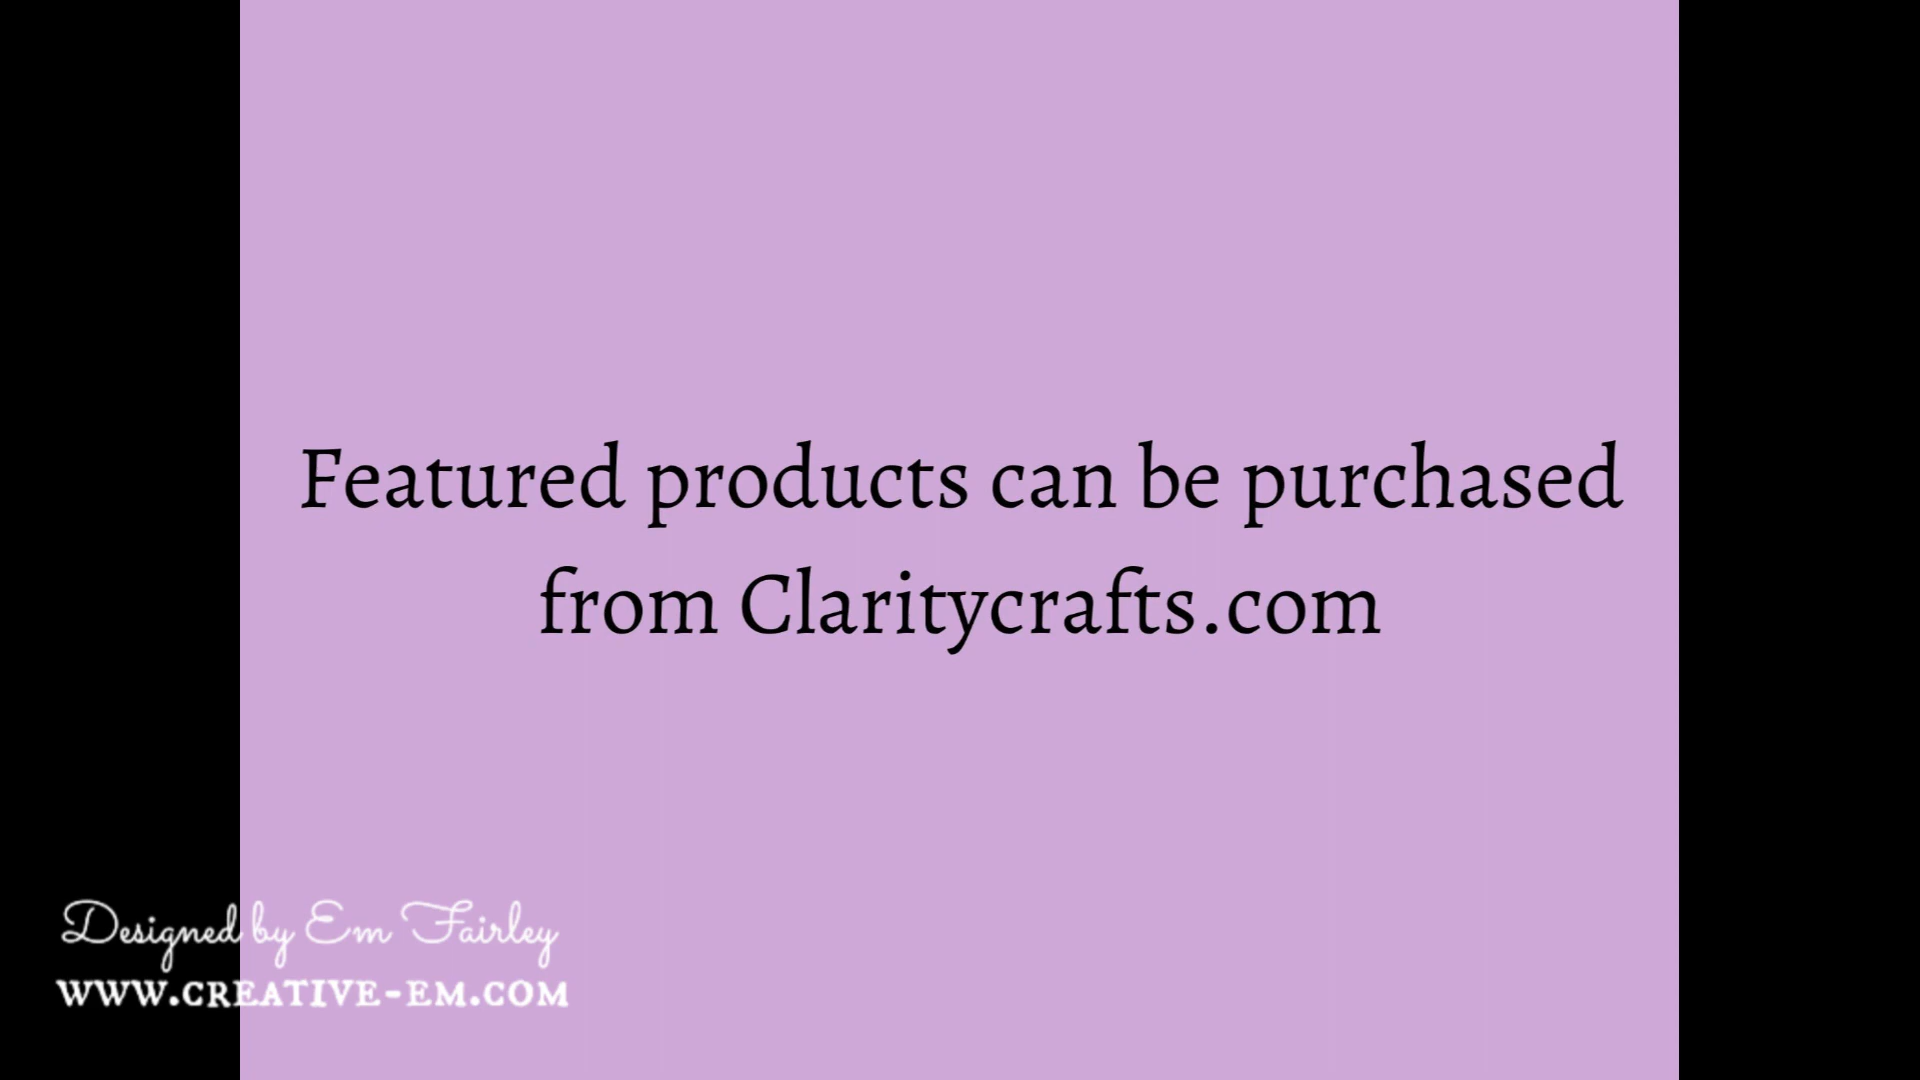 Featured products can be purchased
from Claritycrafts.com
Designed by Em Fairley
www.creative-em.com